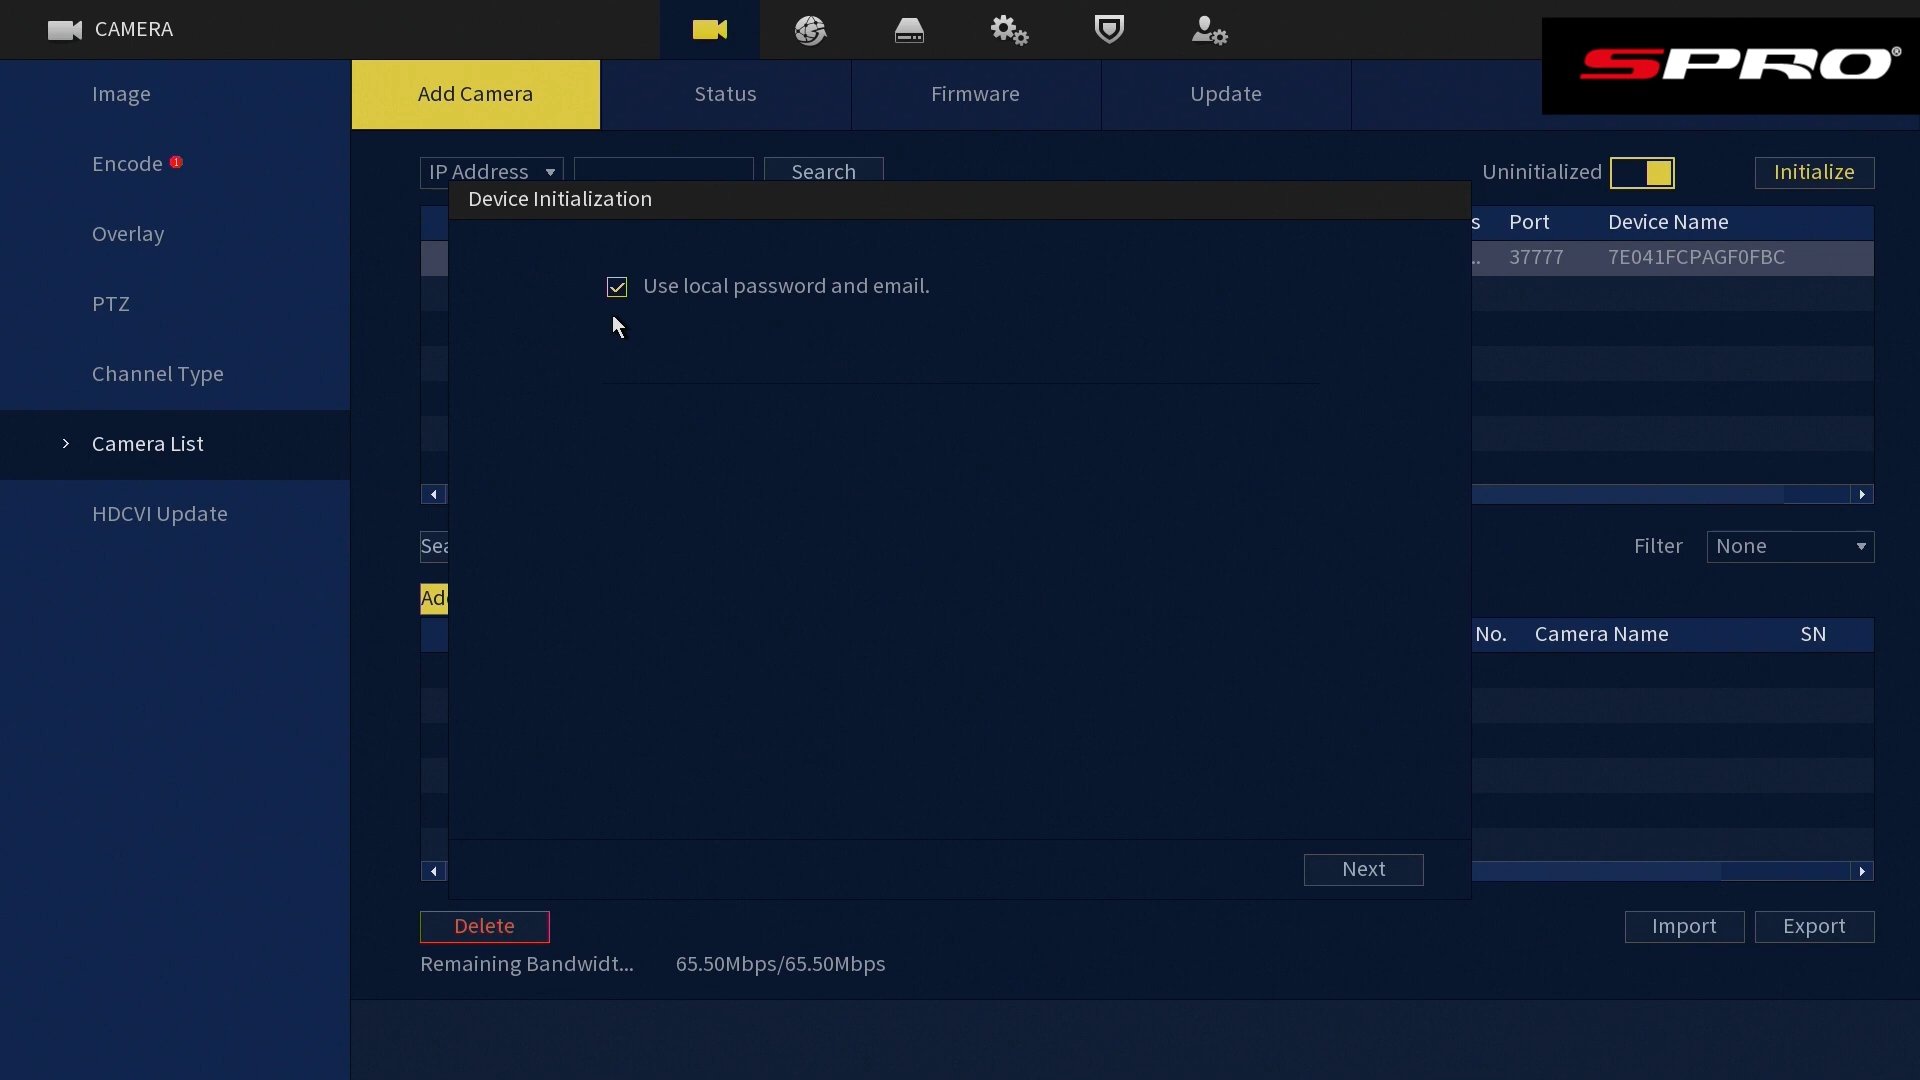 CAMERA
SPRO®
Image
Encode 1
Overlay
PTZ
Channel Type
Camera List
HDCVI Update
Add Camera
Status
Firmware
Update
IP Address
Search
Uninitialized
Initialize
Device Initialization
s Port Device Name
.. 37777 7E041FCPAGF0FBC
Use local password and email.
Sea
Filter None
Ad
No. Camera Name SN
Next
Delete
Import
Export
Remaining Bandwidt... 65.50Mbps/65.50Mbps